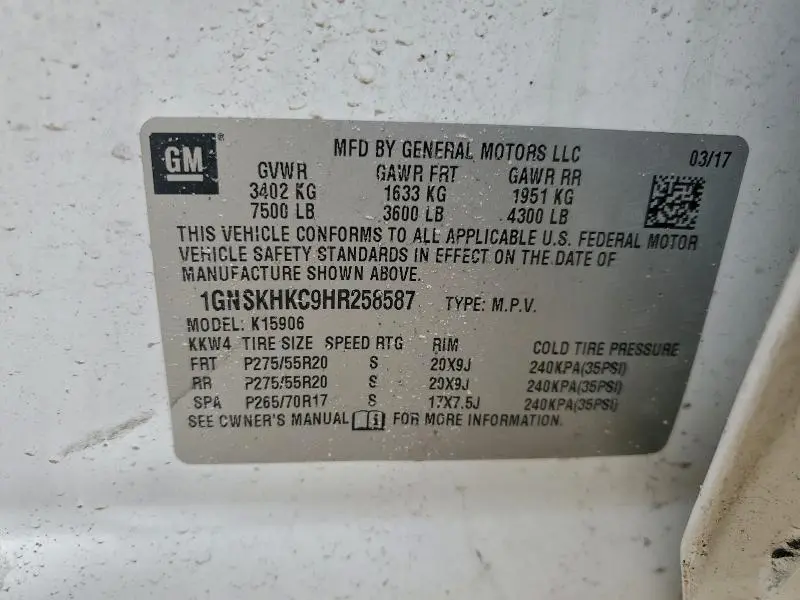 GM ®
MFD BY GENERAL MOTORS LLC 03/17
GVWR GAWR FRT GAWR RR
3402 KG 1633 KG 1951 KG
7500 LB 3600 LB 4300 LB
THIS VEHICLE CONFORMS TO ALL APPLICABLE U.S. FEDERAL MOTOR
VEHICLE SAFETY STANDARDS IN EFFECT ON THE DATE OF
MANUFACTURE SHOWN ABOVE.
1GNSKHKC9HR258587 TYPE: M.P.V.
MODEL: K15906
KKW4 TIRE SIZE SPEED RTG RIM COLD TIRE PRESSURE
FRT P275/55R20 S 20X9J 240KPA(35PSI)
RR P275/55R20 S 20X9J 240KPA(35PSI)
SPA P265/70R17 S 17X7.5J 240KPA(35PSI)
SEE OWNER'S MANUAL i FOR MORE INFORMATION.